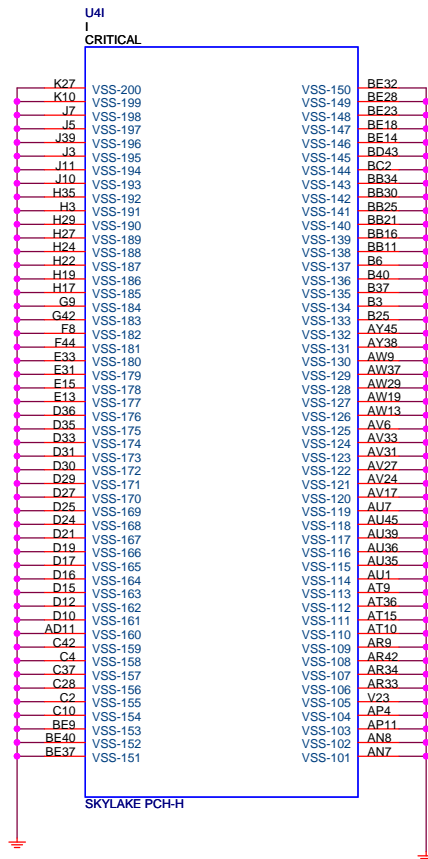 U4I
I
CRITICAL
K27 VSS-200 VSS-150 BE32
K10 VSS-199 VSS-149 BE28
J7 VSS-198 VSS-148 BE23
J5 VSS-197 VSS-147 BE18
J39 VSS-196 VSS-146 BE14
J3 VSS-195 VSS-145 BD43
J11 VSS-194 VSS-144 BC2
J10 VSS-193 VSS-143 BB34
H35 VSS-192 VSS-142 BB30
H3 VSS-191 VSS-141 BB25
H29 VSS-190 VSS-140 BB21
H27 VSS-189 VSS-139 BB16
H24 VSS-188 VSS-138 BB11
H22 VSS-187 VSS-137 B6
H19 VSS-186 VSS-136 B40
H17 VSS-185 VSS-135 B37
G9 VSS-184 VSS-134 B3
G42 VSS-183 VSS-133 B25
F8 VSS-182 VSS-132 AY45
F44 VSS-181 VSS-131 AY38
E33 VSS-180 VSS-130 AW9
E31 VSS-179 VSS-129 AW37
E15 VSS-178 VSS-128 AW29
E13 VSS-177 VSS-127 AW19
D36 VSS-176 VSS-126 AW13
D35 VSS-175 VSS-125 AV6
D33 VSS-174 VSS-124 AV33
D31 VSS-173 VSS-123 AV31
D30 VSS-172 VSS-122 AV27
D29 VSS-171 VSS-121 AV24
D27 VSS-170 VSS-120 AV17
D25 VSS-169 VSS-119 AU7
D24 VSS-168 VSS-118 AU45
D21 VSS-167 VSS-117 AU39
D19 VSS-166 VSS-116 AU36
D17 VSS-165 VSS-115 AU35
D16 VSS-164 VSS-114 AU1
D15 VSS-163 VSS-113 AT9
D12 VSS-162 VSS-112 AT36
D10 VSS-161 VSS-111 AT15
AD11 VSS-160 VSS-110 AT10
C42 VSS-159 VSS-109 AR9
C4 VSS-158 VSS-108 AR42
C37 VSS-157 VSS-107 AR34
C28 VSS-156 VSS-106 AR33
C2 VSS-155 VSS-105 V23
C10 VSS-154 VSS-104 AP4
BE9 VSS-153 VSS-103 AP11
BE40 VSS-152 VSS-102 AN8
BE37 VSS-151 VSS-101 AN7
SKYLAKE PCH-H